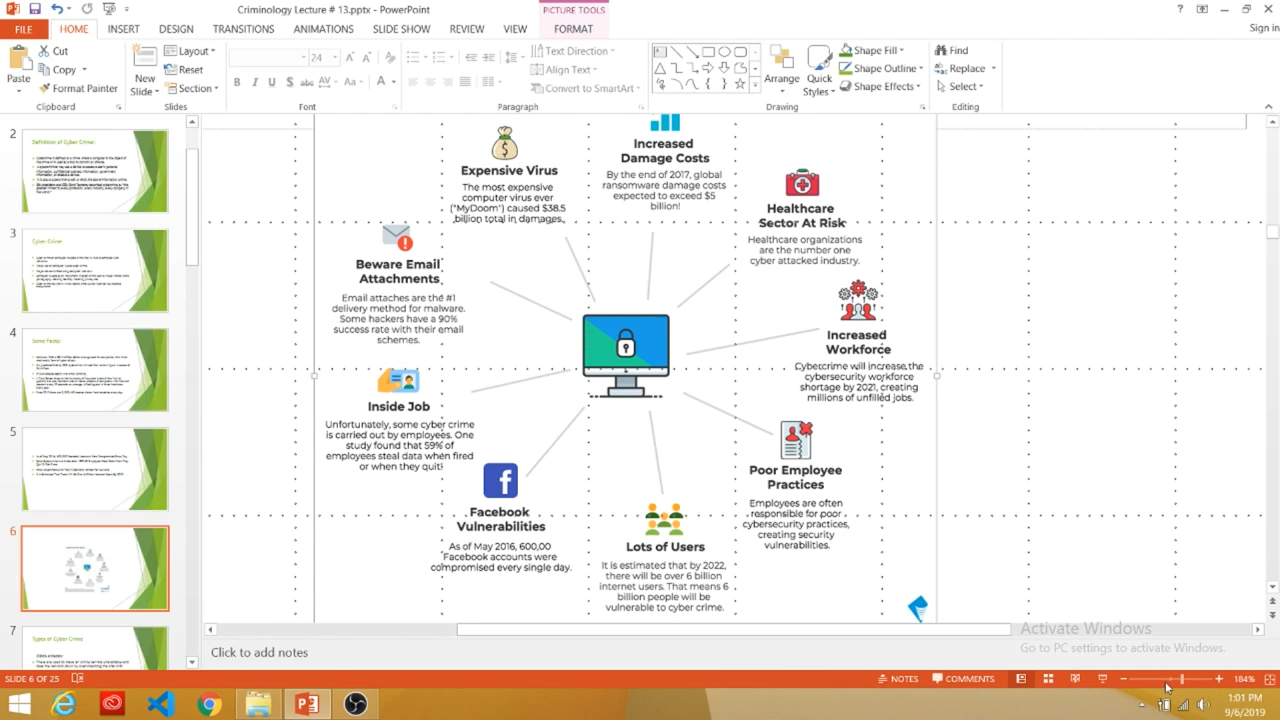 Criminology Lecture # 13.pptx - PowerPoint
PICTURE TOOLS
Sign in
FILE
HOME
INSERT
DESIGN
TRANSITIONS
ANIMATIONS
SLIDE SHOW
REVIEW
VIEW
FORMAT
Paste
Cut
Copy
Format Painter
Clipboard
New
Slide
Layout
Reset
Section
Slides
24
Font
Text Direction
Align Text
Convert to SmartArt
Paragraph
Arrange
Quick
Styles
Shape Fill
Shape Outline
Shape Effects
Drawing
Find
Replace
Select
Editing
2
Definition of Cyber Crime:
3
Cyber Crime
4
Some Facts:
5
6
7
Types of Cyber Crime
Expensive Virus
The most expensive
computer virus ever
("MyDoom") caused $38.5
billion total in damages.
Increased
Damage Costs
By the end of 2017, global
ransomware damage costs
expected to exceed $5
billion!
Healthcare
Sector At Risk
Healthcare organizations
are the number one
cyber attacked industry.
Beware Email
Attachments
Email attaches are the #1
delivery method for malware.
Some hackers have a 90%
success rate with their email
schemes.
Increased
Workforce
Cybercrime will increase the
cybersecurity workforce
shortage by 2021, creating
millions of unfilled jobs.
Inside Job
Unfortunately, some cyber crime
is carried out by employees. One
study found that 59% of
employees steal data when fired
or when they quit!
Poor Employee
Practices
Employees are often
responsible for poor
cybersecurity practices,
creating security
vulnerabilities.
Facebook
Vulnerabilities
As of May 2016, 600,00
Facebook accounts were
compromised every single day.
Lots of Users
It is estimated that by 2022,
there will be over 6 billion
internet users. That means 6
billion people will be
vulnerable to cyber crime.
Activate Windows
Go to PC settings to activate Windows.
Click to add notes
SLIDE 6 OF 25
NOTES
COMMENTS
184%
1:01 PM
9/6/2019